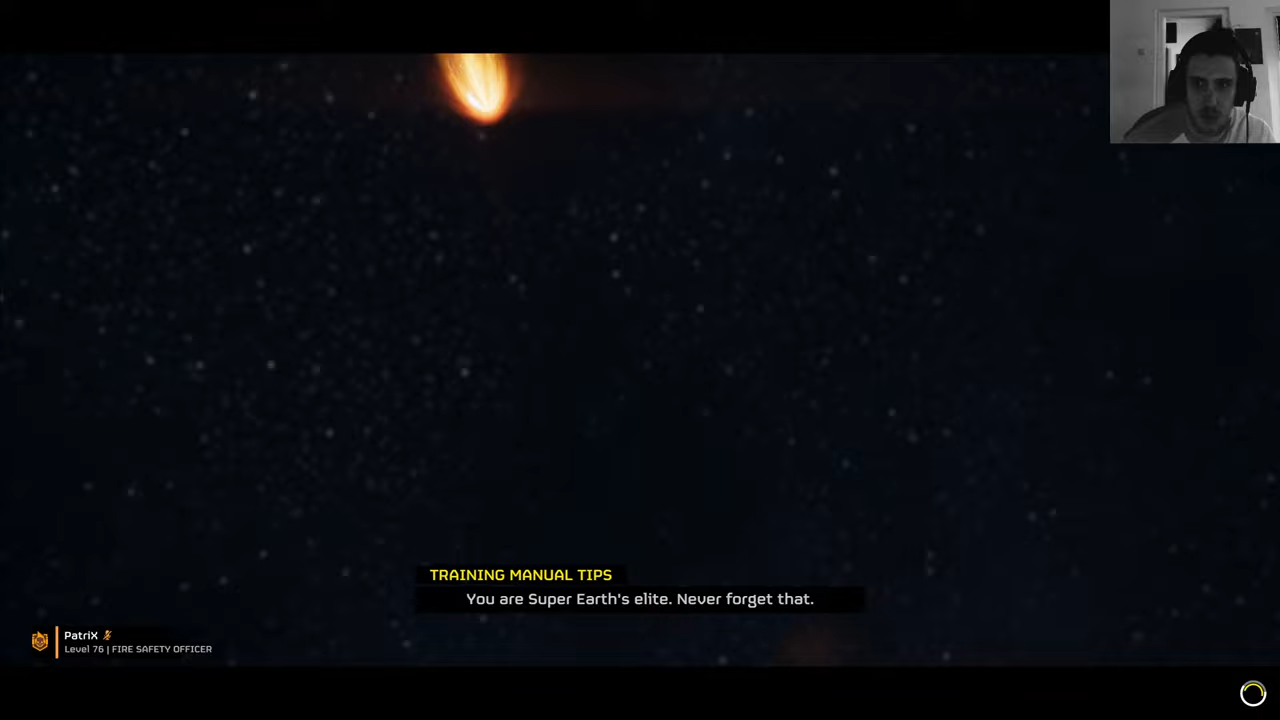 TRAINING MANUAL TIPS
You are Super Earth's elite. Never forget that.
PatriX
Level 76 | FIRE SAFETY OFFICER